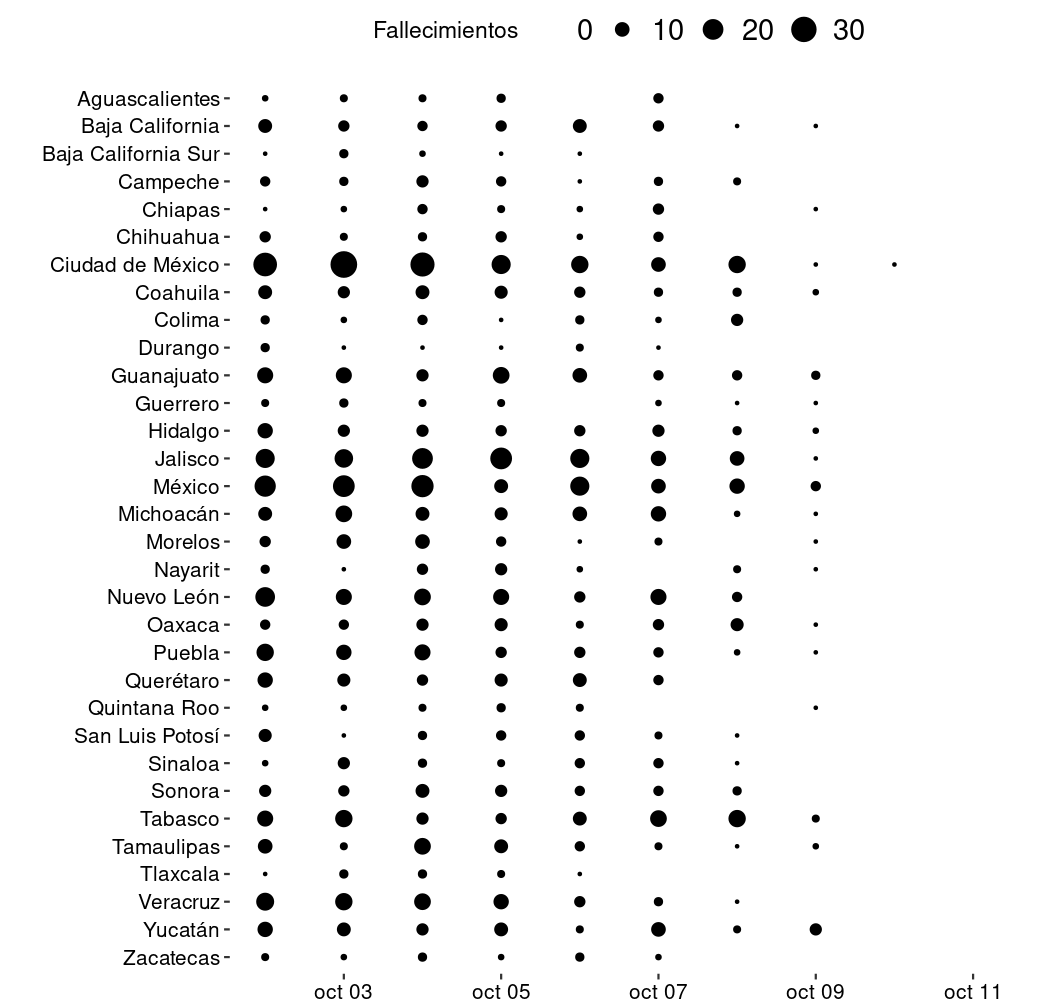 Fallecimientos 0 10 20 30
Aguascalientes
Baja California
Baja California Sur
Campeche
Chiapas
Chihuahua
Ciudad de México
Coahuila
Colima
Durango
Guanajuato
Guerrero
Hidalgo
Jalisco
México
Michoacán
Morelos
Nayarit
Nuevo León
Oaxaca
Puebla
Querétaro
Quintana Roo
San Luis Potosí
Sinaloa
Sonora
Tabasco
Tamaulipas
Tlaxcala
Veracruz
Yucatán
Zacatecas
oct 03 oct 05 oct 07 oct 09 oct 11